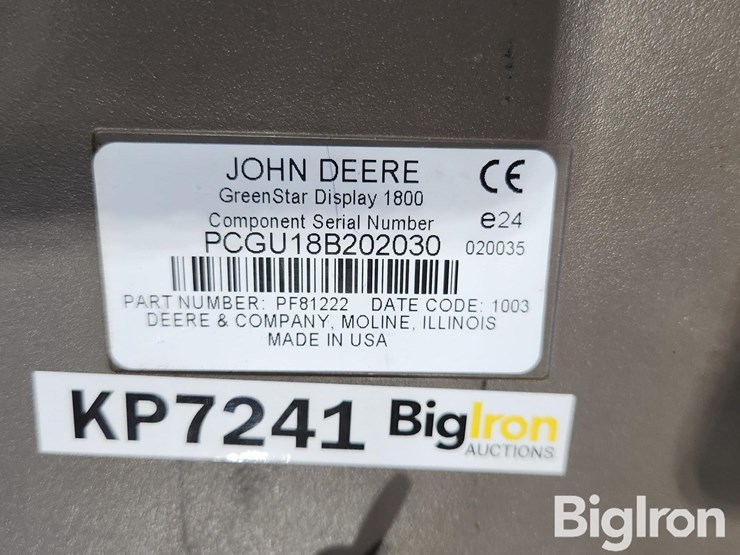 JOHN DEERE
GreenStar Display 1800
Component Serial Number
PCGU18B202030
CE
e24
020035
PART NUMBER: PF81222 DATE CODE: 1003
DEERE & COMPANY, MOLINE, ILLINOIS
MADE IN USA
KP7241 BigIron
AUCTIONS
BigIron